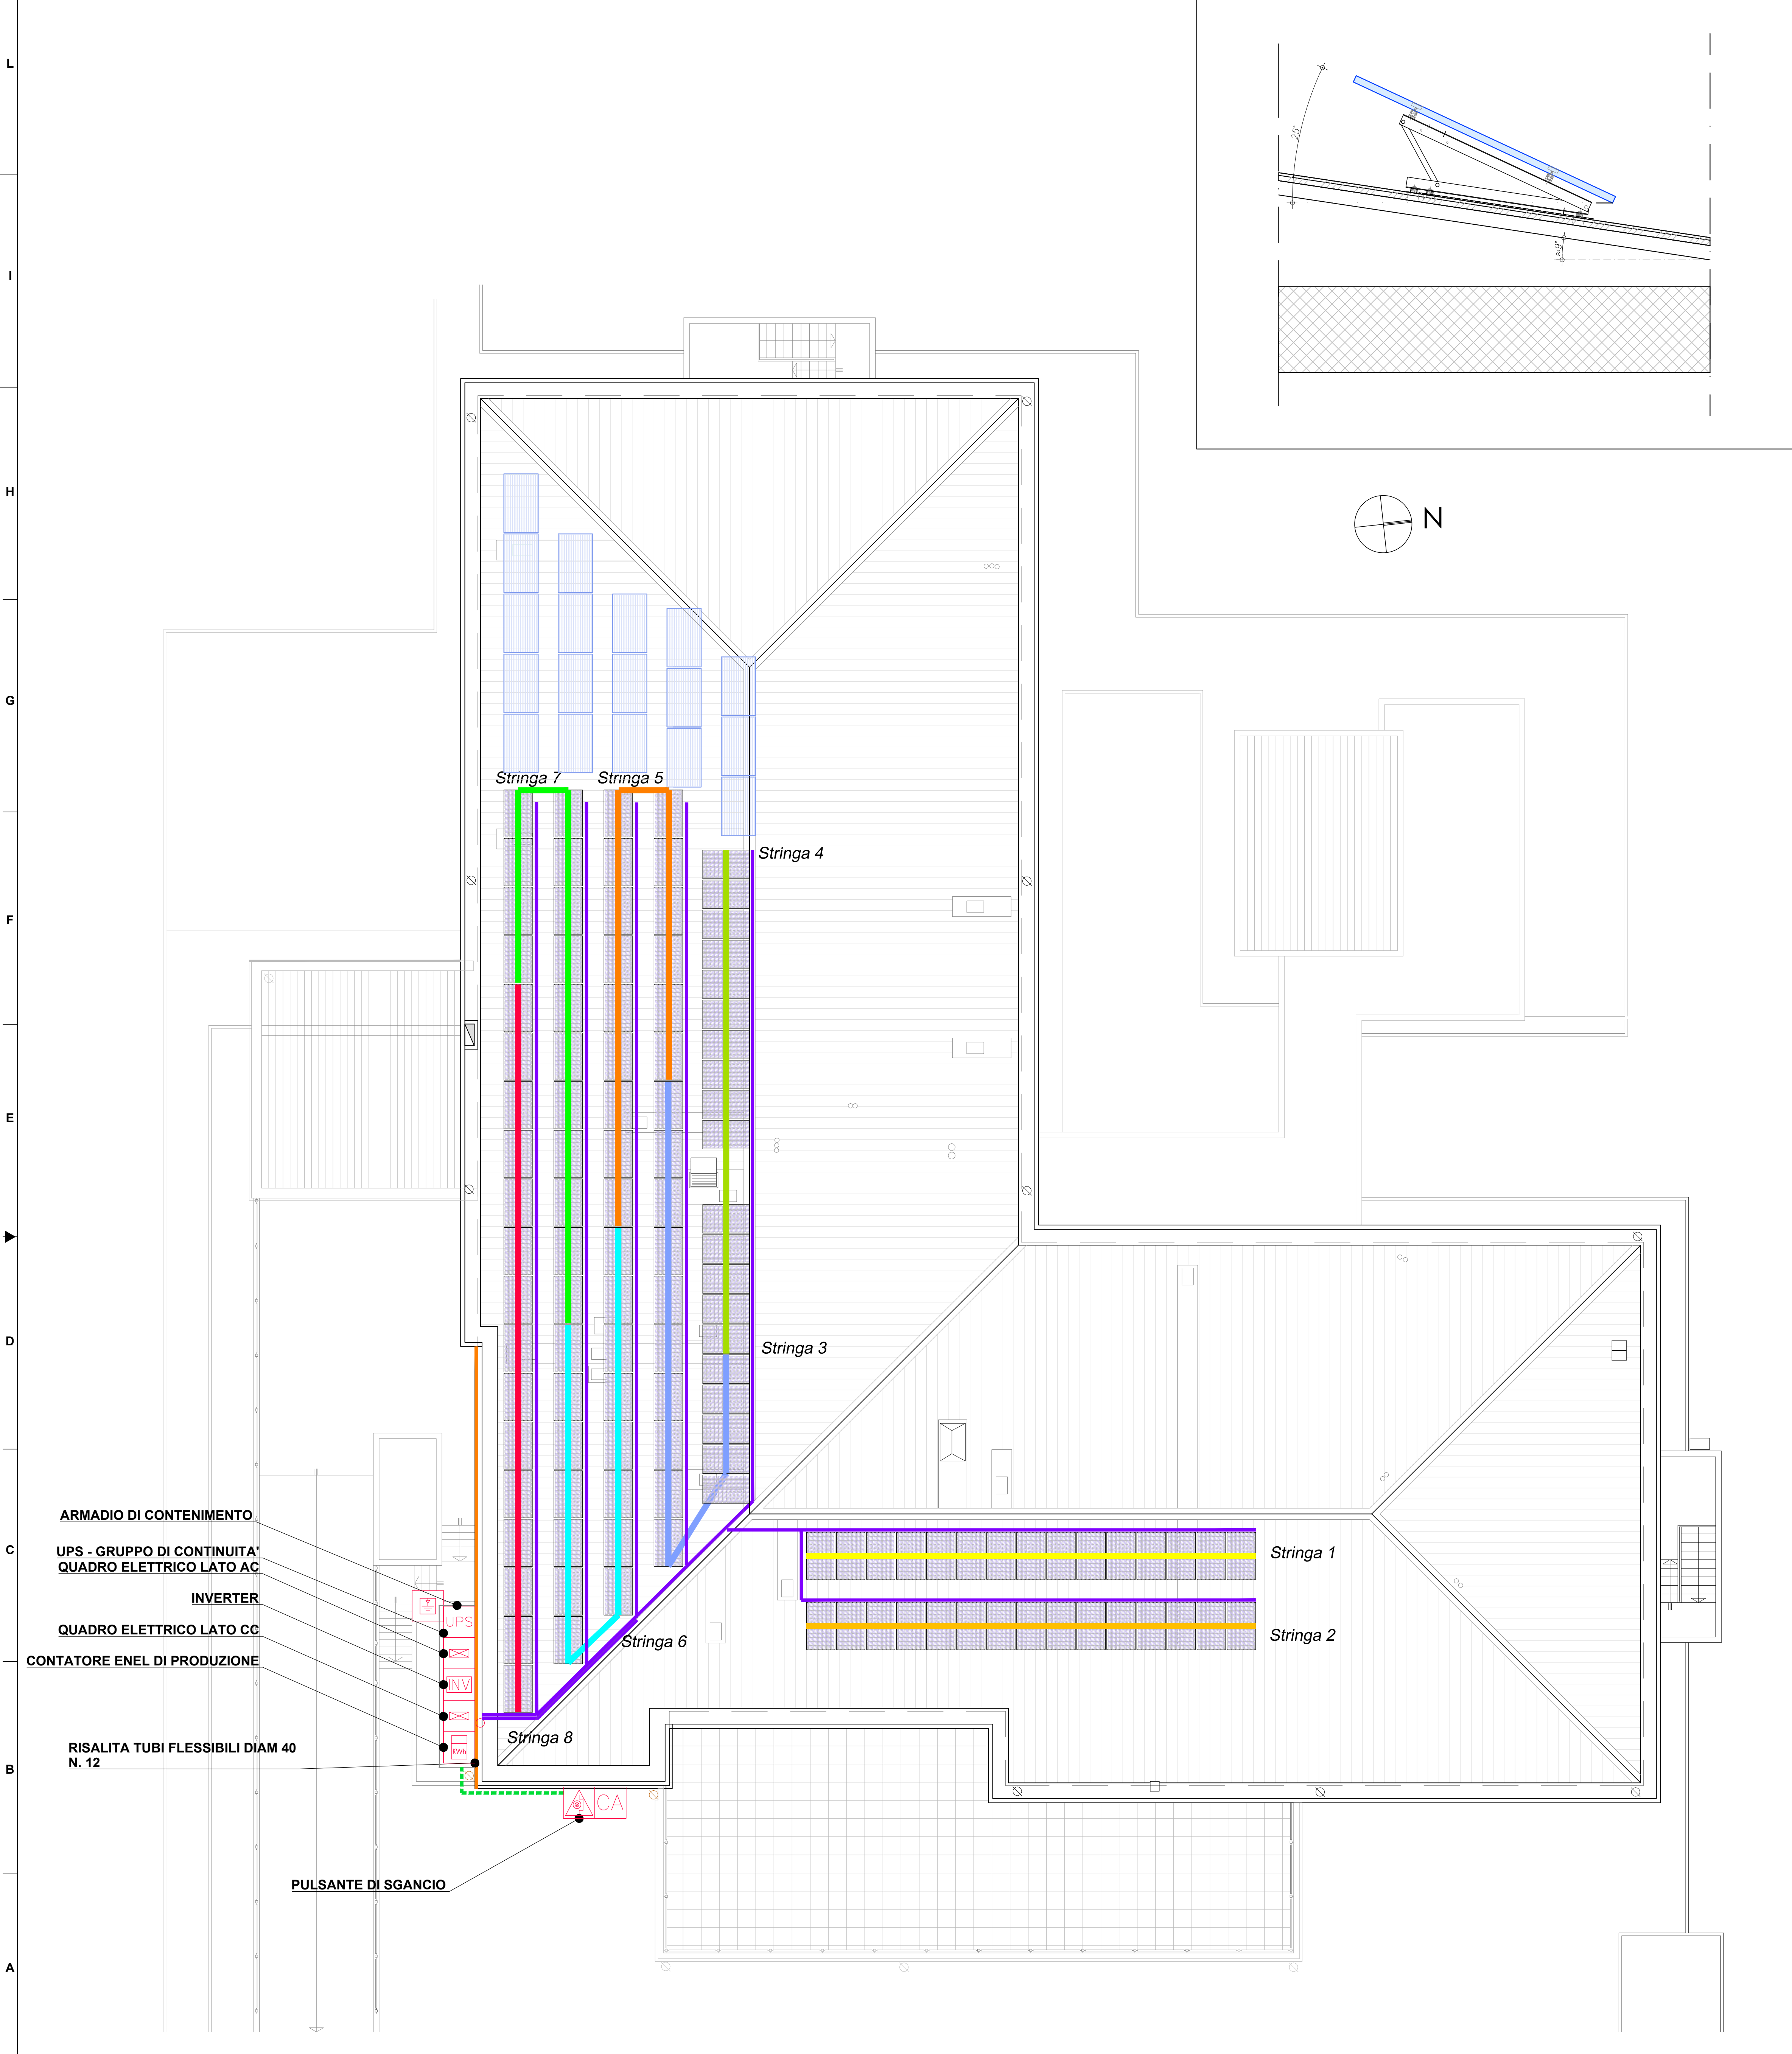 L
25°
I
≈9°
H
N
G
Stringa 7
Stringa 5
Stringa 4
F
E
D
Stringa 3
C
ARMADIO DI CONTENIMENTO
UPS - GRUPPO DI CONTINUITA'
QUADRO ELETTRICO LATO AC
INVERTER
QUADRO ELETTRICO LATO CC
CONTATORE ENEL DI PRODUZIONE
UPS
INV
KWh
Stringa 1
Stringa 2
Stringa 6
Stringa 8
RISALITA TUBI FLESSIBILI DIAM 40
N. 12
B
CA
PULSANTE DI SGANCIO
A